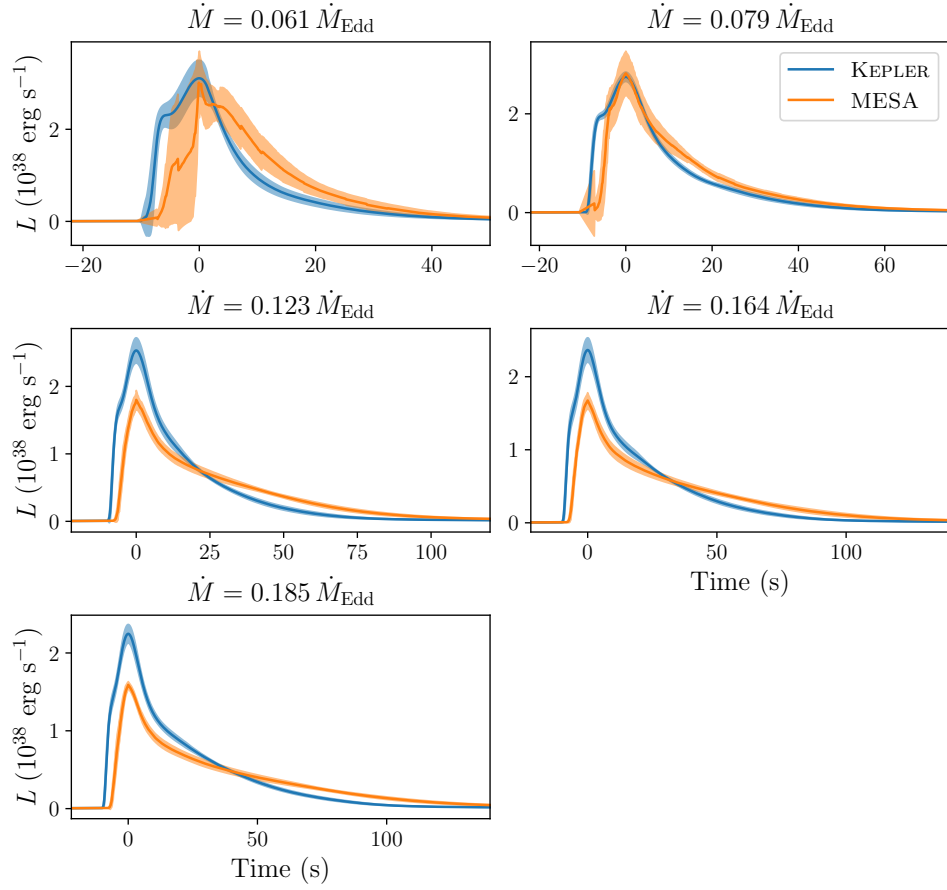 Ṁ = 0.061 Ṁ_Edd
Ṁ = 0.079 Ṁ_Edd
L (10^38 erg s^−1)
0
2
−20
0
20
40
0
2
−20
0
20
40
60
KEPLER
MESA
Ṁ = 0.123 Ṁ_Edd
Ṁ = 0.164 Ṁ_Edd
L (10^38 erg s^−1)
0
1
2
0
25
50
75
100
0
1
2
0
50
100
Time (s)
Ṁ = 0.185 Ṁ_Edd
L (10^38 erg s^−1)
0
1
2
0
50
100
Time (s)